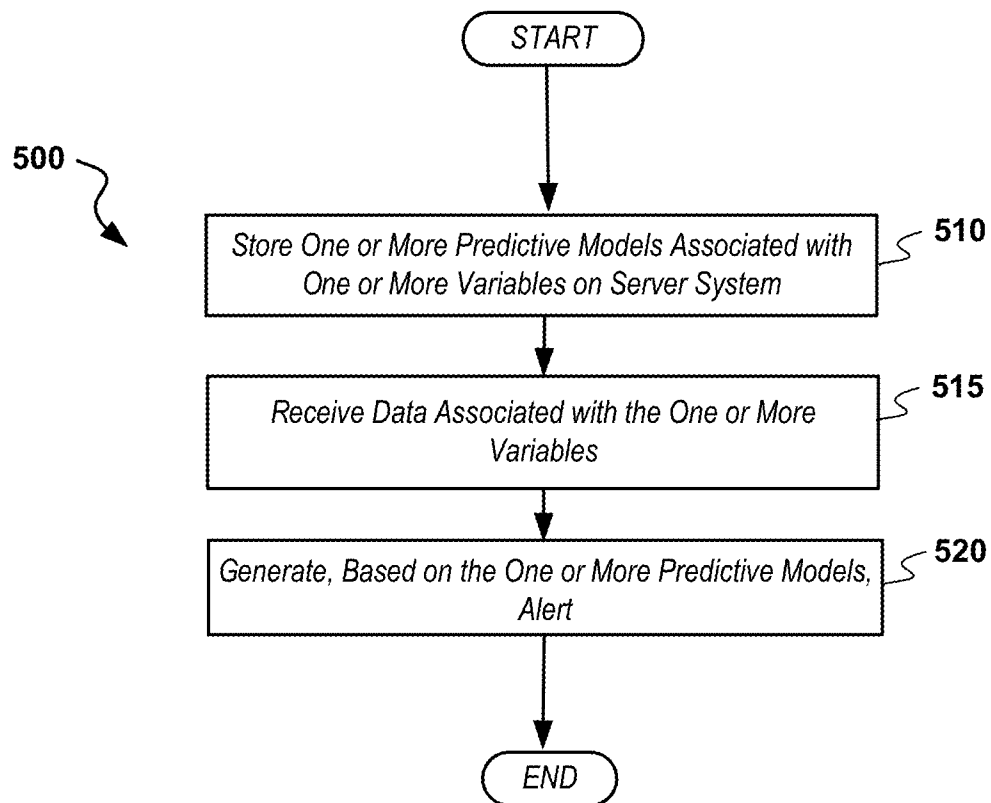 START
500
Store One or More Predictive Models Associated with
One or More Variables on Server System
510
Receive Data Associated with the One or More
Variables
515
Generate, Based on the One or More Predictive Models,
Alert
520
END